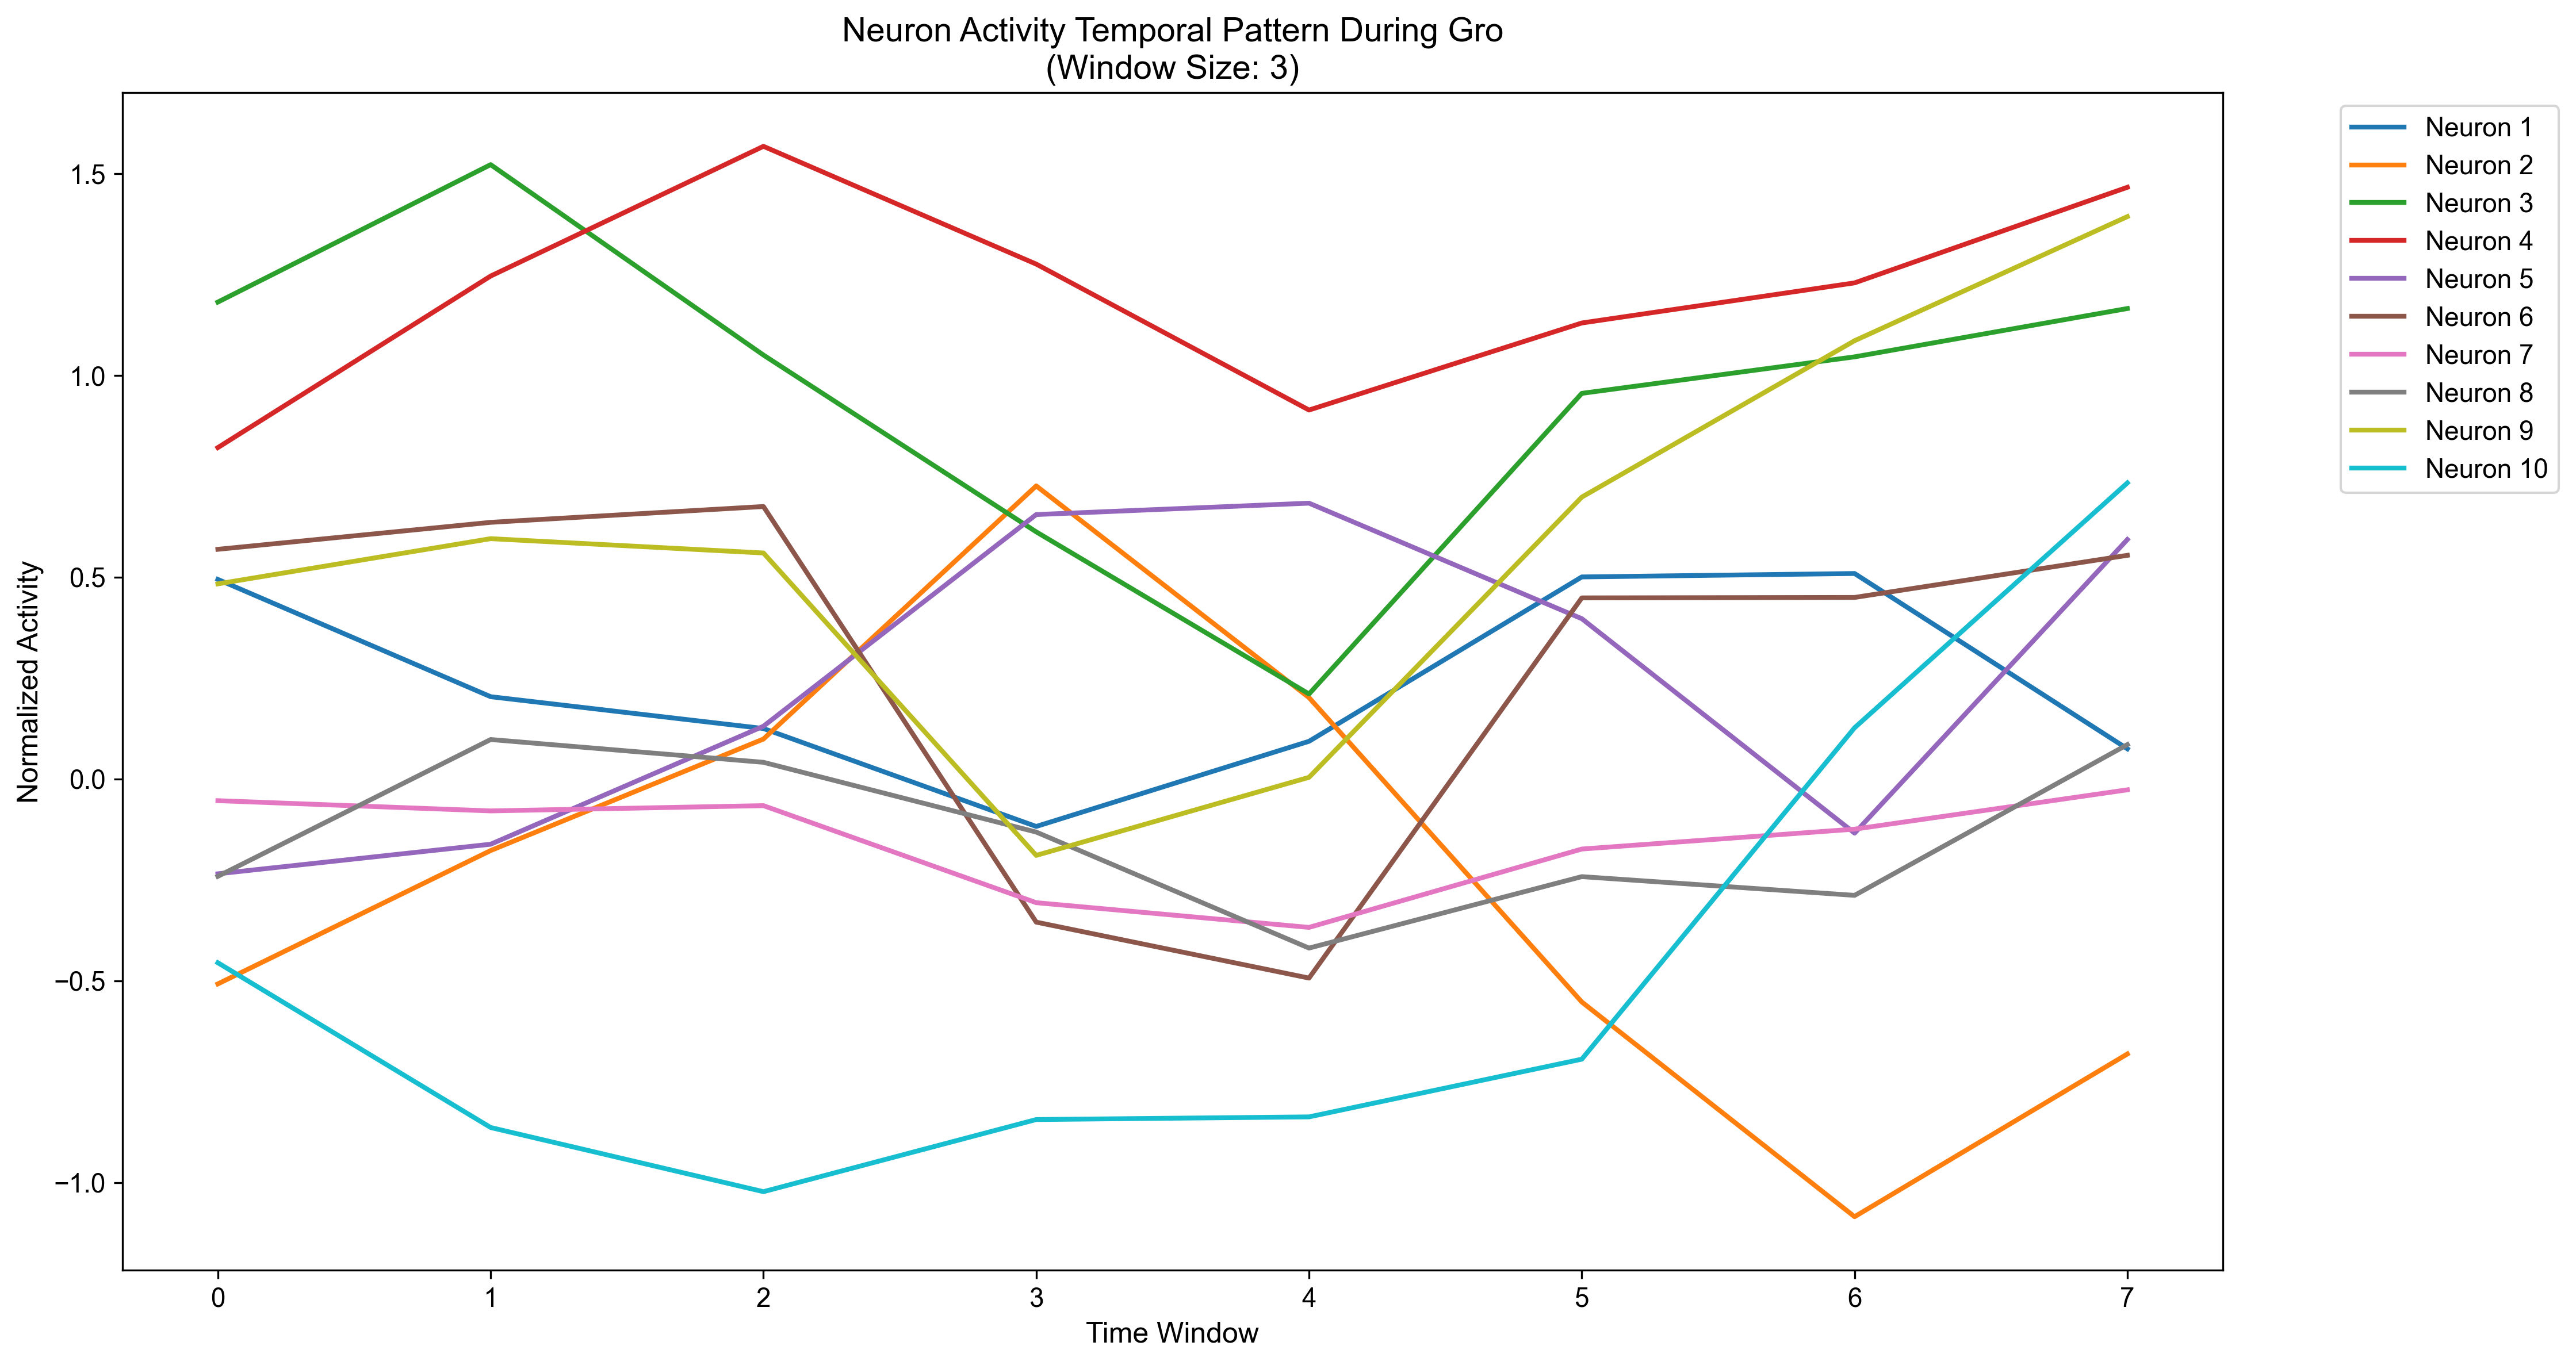 Neuron Activity Temporal Pattern During Gro
(Window Size: 3)
Normalized Activity
1.5
1.0
0.5
0.0
−0.5
−1.0
0 1 2 3 4 5 6 7
Time Window
Neuron 1
Neuron 2
Neuron 3
Neuron 4
Neuron 5
Neuron 6
Neuron 7
Neuron 8
Neuron 9
Neuron 10